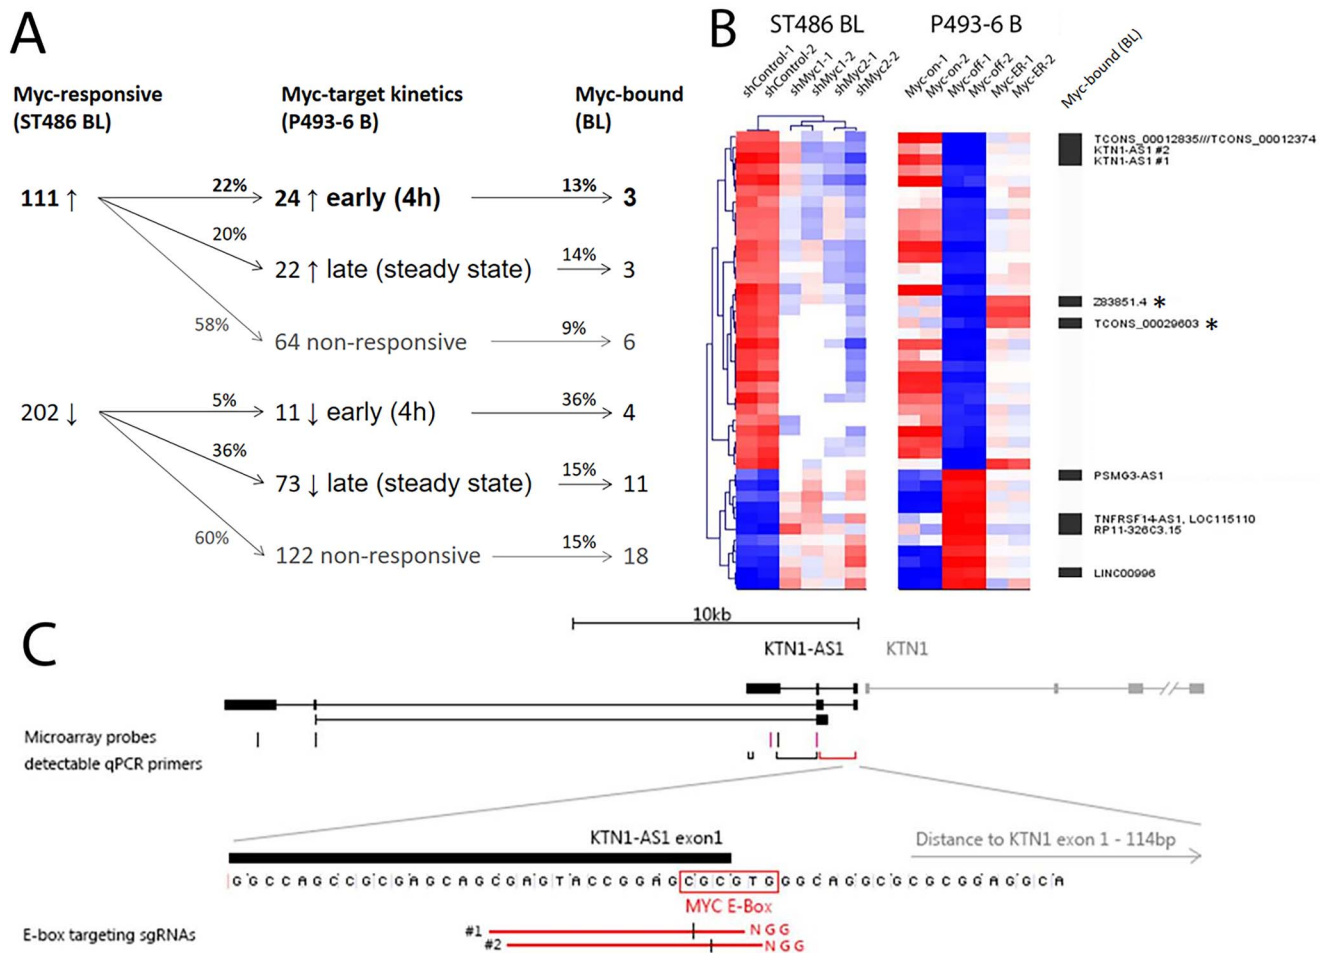 A
Myc-responsive
(ST486 BL)
Myc-target kinetics
(P493-6 B)
Myc-bound
(BL)
111 ↑
22%
24 ↑ early (4h)
13%
3
20%
22 ↑ late (steady state)
14%
3
58%
64 non-responsive
9%
6
202 ↓
5%
11 ↓ early (4h)
36%
4
36%
73 ↓ late (steady state)
15%
11
60%
122 non-responsive
15%
18
B
ST486 BL
P493-6 B
shControl-1
shControl-2
shMyc1-1
shMyc1-2
shMyc2-1
shMyc2-2
Myc-on-1
Myc-on-2
Myc-off-1
Myc-off-2
Myc-ER-1
Myc-ER-2
Myc-bound (BL)
TCONS_00012835///TCONS_00012374
KTN1-AS1 #2
KTN1-AS1 #1
Z83851.4 *
TCONS_00029603 *
PSMG3-AS1
TNFRSF14-AS1, LOC115110
RP11-326C3.15
LINC00996
C
10kb
KTN1-AS1
KTN1
Microarray probes
detectable qPCR primers
KTN1-AS1 exon1
Distance to KTN1 exon 1 - 114bp
G G C C A G C C G C G A G C A G C G A G T A C C G G A G C G C G T G G G C A G G C G C G C G G A G G C A
MYC E-Box
E-box targeting sgRNAs
#1
N G G
#2
N G G